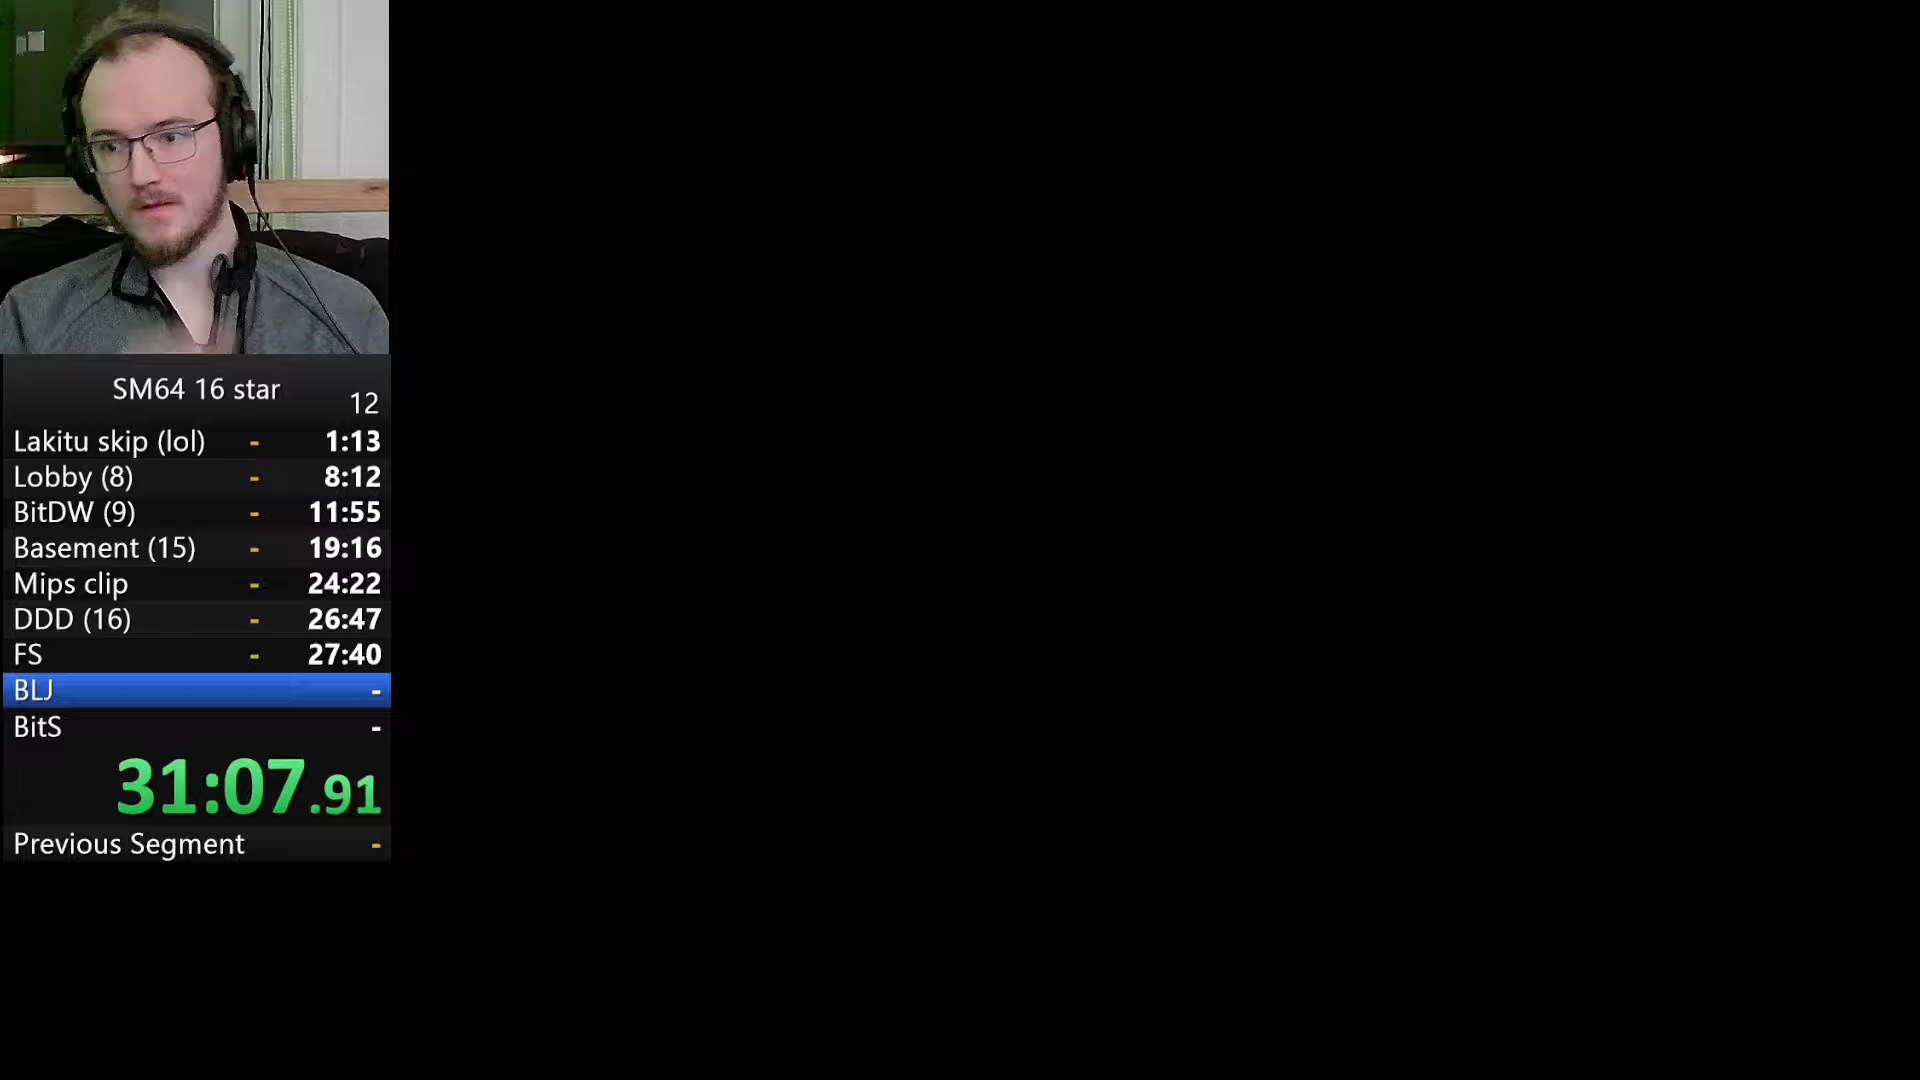 SM64 16 star
12
Lakitu skip (lol) - 1:13
Lobby (8) - 8:12
BitDW (9) - 11:55
Basement (15) - 19:16
Mips clip - 24:22
DDD (16) - 26:47
FS - 27:40
BLJ -
BitS -
31:07.91
Previous Segment -